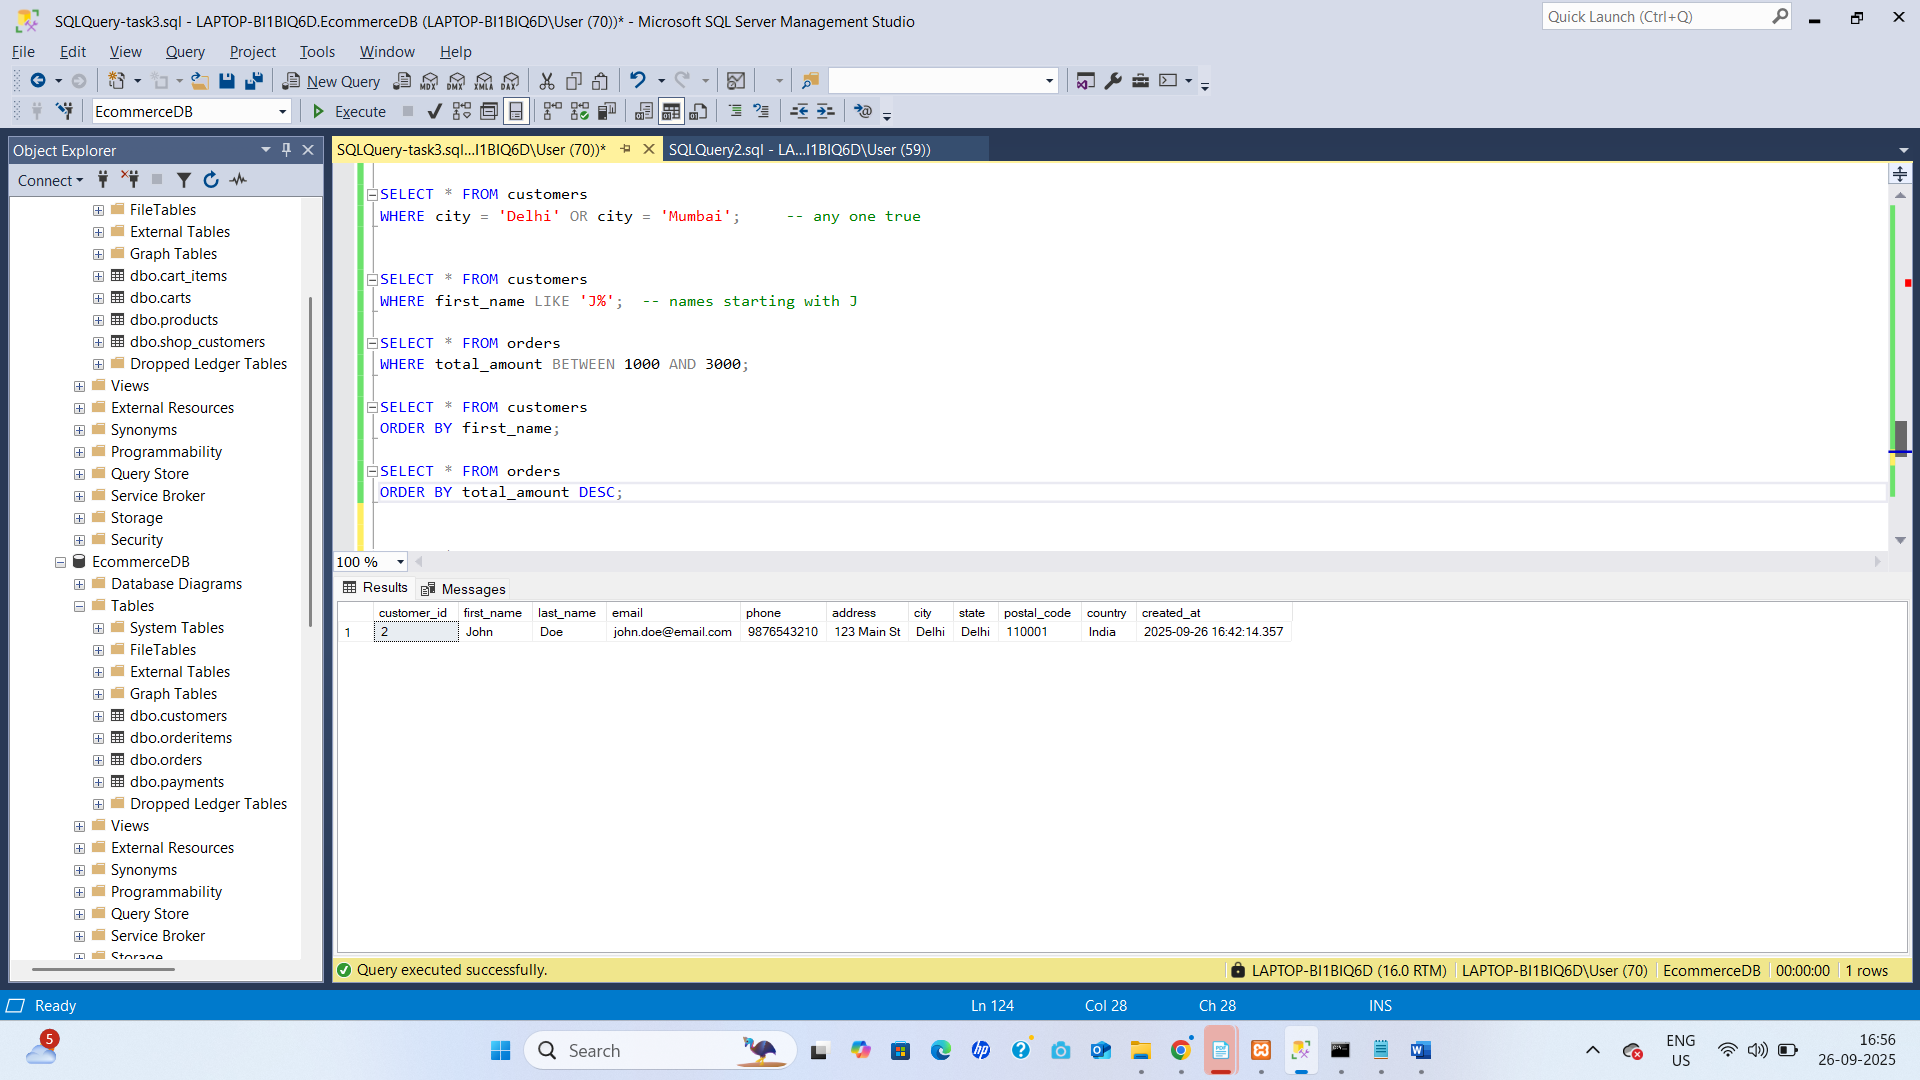 SQLQuery-task3.sql - LAPTOP-BI1BIQ6D.EcommerceDB (LAPTOP-BI1BIQ6D\User (70))* - Microsoft SQL Server Management Studio
Quick Launch (Ctrl+Q)
File Edit View Query Project Tools Window Help
New Query
MDX DMX XMLA DAX
EcommerceDB
Execute
Object Explorer
Connect
FileTables
External Tables
Graph Tables
dbo.cart_items
dbo.carts
dbo.products
dbo.shop_customers
Dropped Ledger Tables
Views
External Resources
Synonyms
Programmability
Query Store
Service Broker
Storage
Security
EcommerceDB
Database Diagrams
Tables
System Tables
FileTables
External Tables
Graph Tables
dbo.customers
dbo.orderitems
dbo.orders
dbo.payments
Dropped Ledger Tables
Views
External Resources
Synonyms
Programmability
Query Store
Service Broker
Storage
SQLQuery-task3.sql...I1BIQ6D\User (70))*
SQLQuery2.sql - LA...I1BIQ6D\User (59))
SELECT * FROM customers
WHERE city = 'Delhi' OR city = 'Mumbai';     -- any one true
SELECT * FROM customers
WHERE first_name LIKE 'J%';  -- names starting with J
SELECT * FROM orders
WHERE total_amount BETWEEN 1000 AND 3000;
SELECT * FROM customers
ORDER BY first_name;
SELECT * FROM orders
ORDER BY total_amount DESC;
100 %
Results Messages
customer_id first_name last_name email phone address city state postal_code country created_at
1 2 John Doe john.doe@email.com 9876543210 123 Main St Delhi Delhi 110001 India 2025-09-26 16:42:14.357
Query executed successfully.
LAPTOP-BI1BIQ6D (16.0 RTM) LAPTOP-BI1BIQ6D\User (70) EcommerceDB 00:00:00 1 rows
Ready
Ln 124 Col 28 Ch 28 INS
5
Search
ENG
US
16:56
26-09-2025